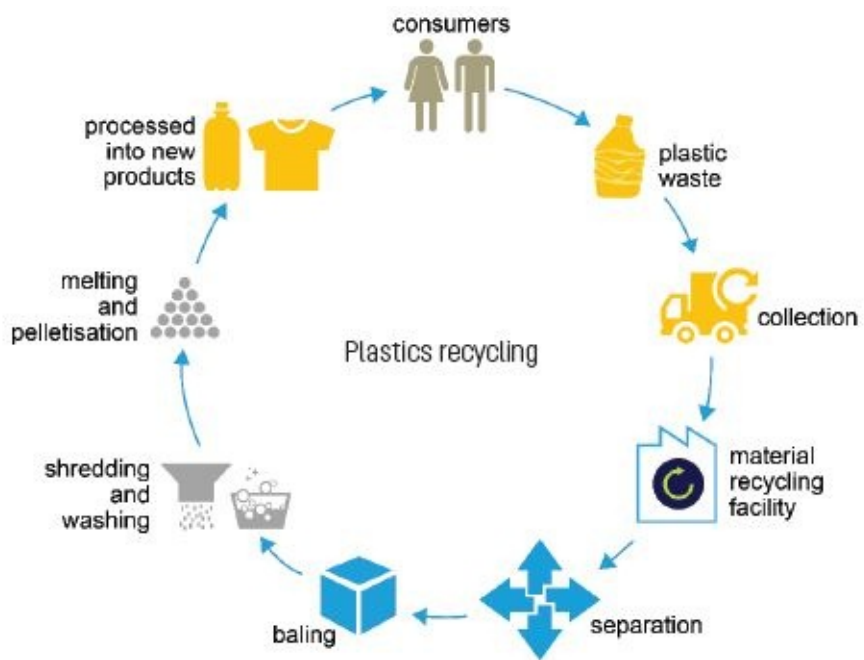 consumers
plastic
waste
collection
material
recycling
facility
separation
baling
shredding
and
washing
melting
and
pelletisation
processed
into new
products
Plastics recycling